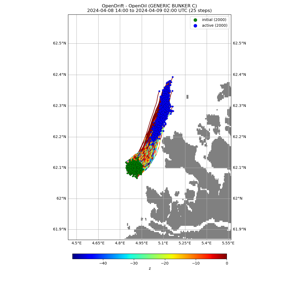 OpenDrift - OpenOil (GENERIC BUNKER C)
2024-04-08 14:00 to 2024-04-09 02:00 UTC (25 steps)
initial (2000)
active (2000)
62.5°N 62.5°N
62.4°N 62.4°N
62.3°N 62.3°N
62.2°N 62.2°N
62.1°N 62.1°N
62°N 62°N
61.9°N 61.9°N
4.5°E 4.65°E 4.8°E 4.95°E 5.1°E 5.25°E 5.4°E 5.55°E
−40 −30 −20 −10 0
z